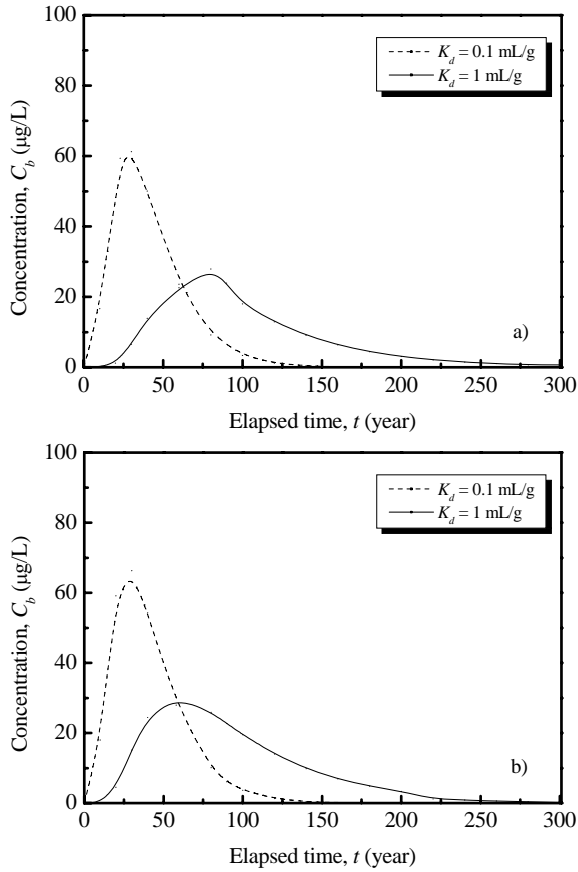 100
80
60
40
20
0
Concentration, C_b (μg/L)
K_d = 0.1 mL/g
K_d = 1 mL/g
a)
0 50 100 150 200 250 300
Elapsed time, t (year)
100
80
60
40
20
0
Concentration, C_b (μg/L)
K_d = 0.1 mL/g
K_d = 1 mL/g
b)
0 50 100 150 200 250 300
Elapsed time, t (year)